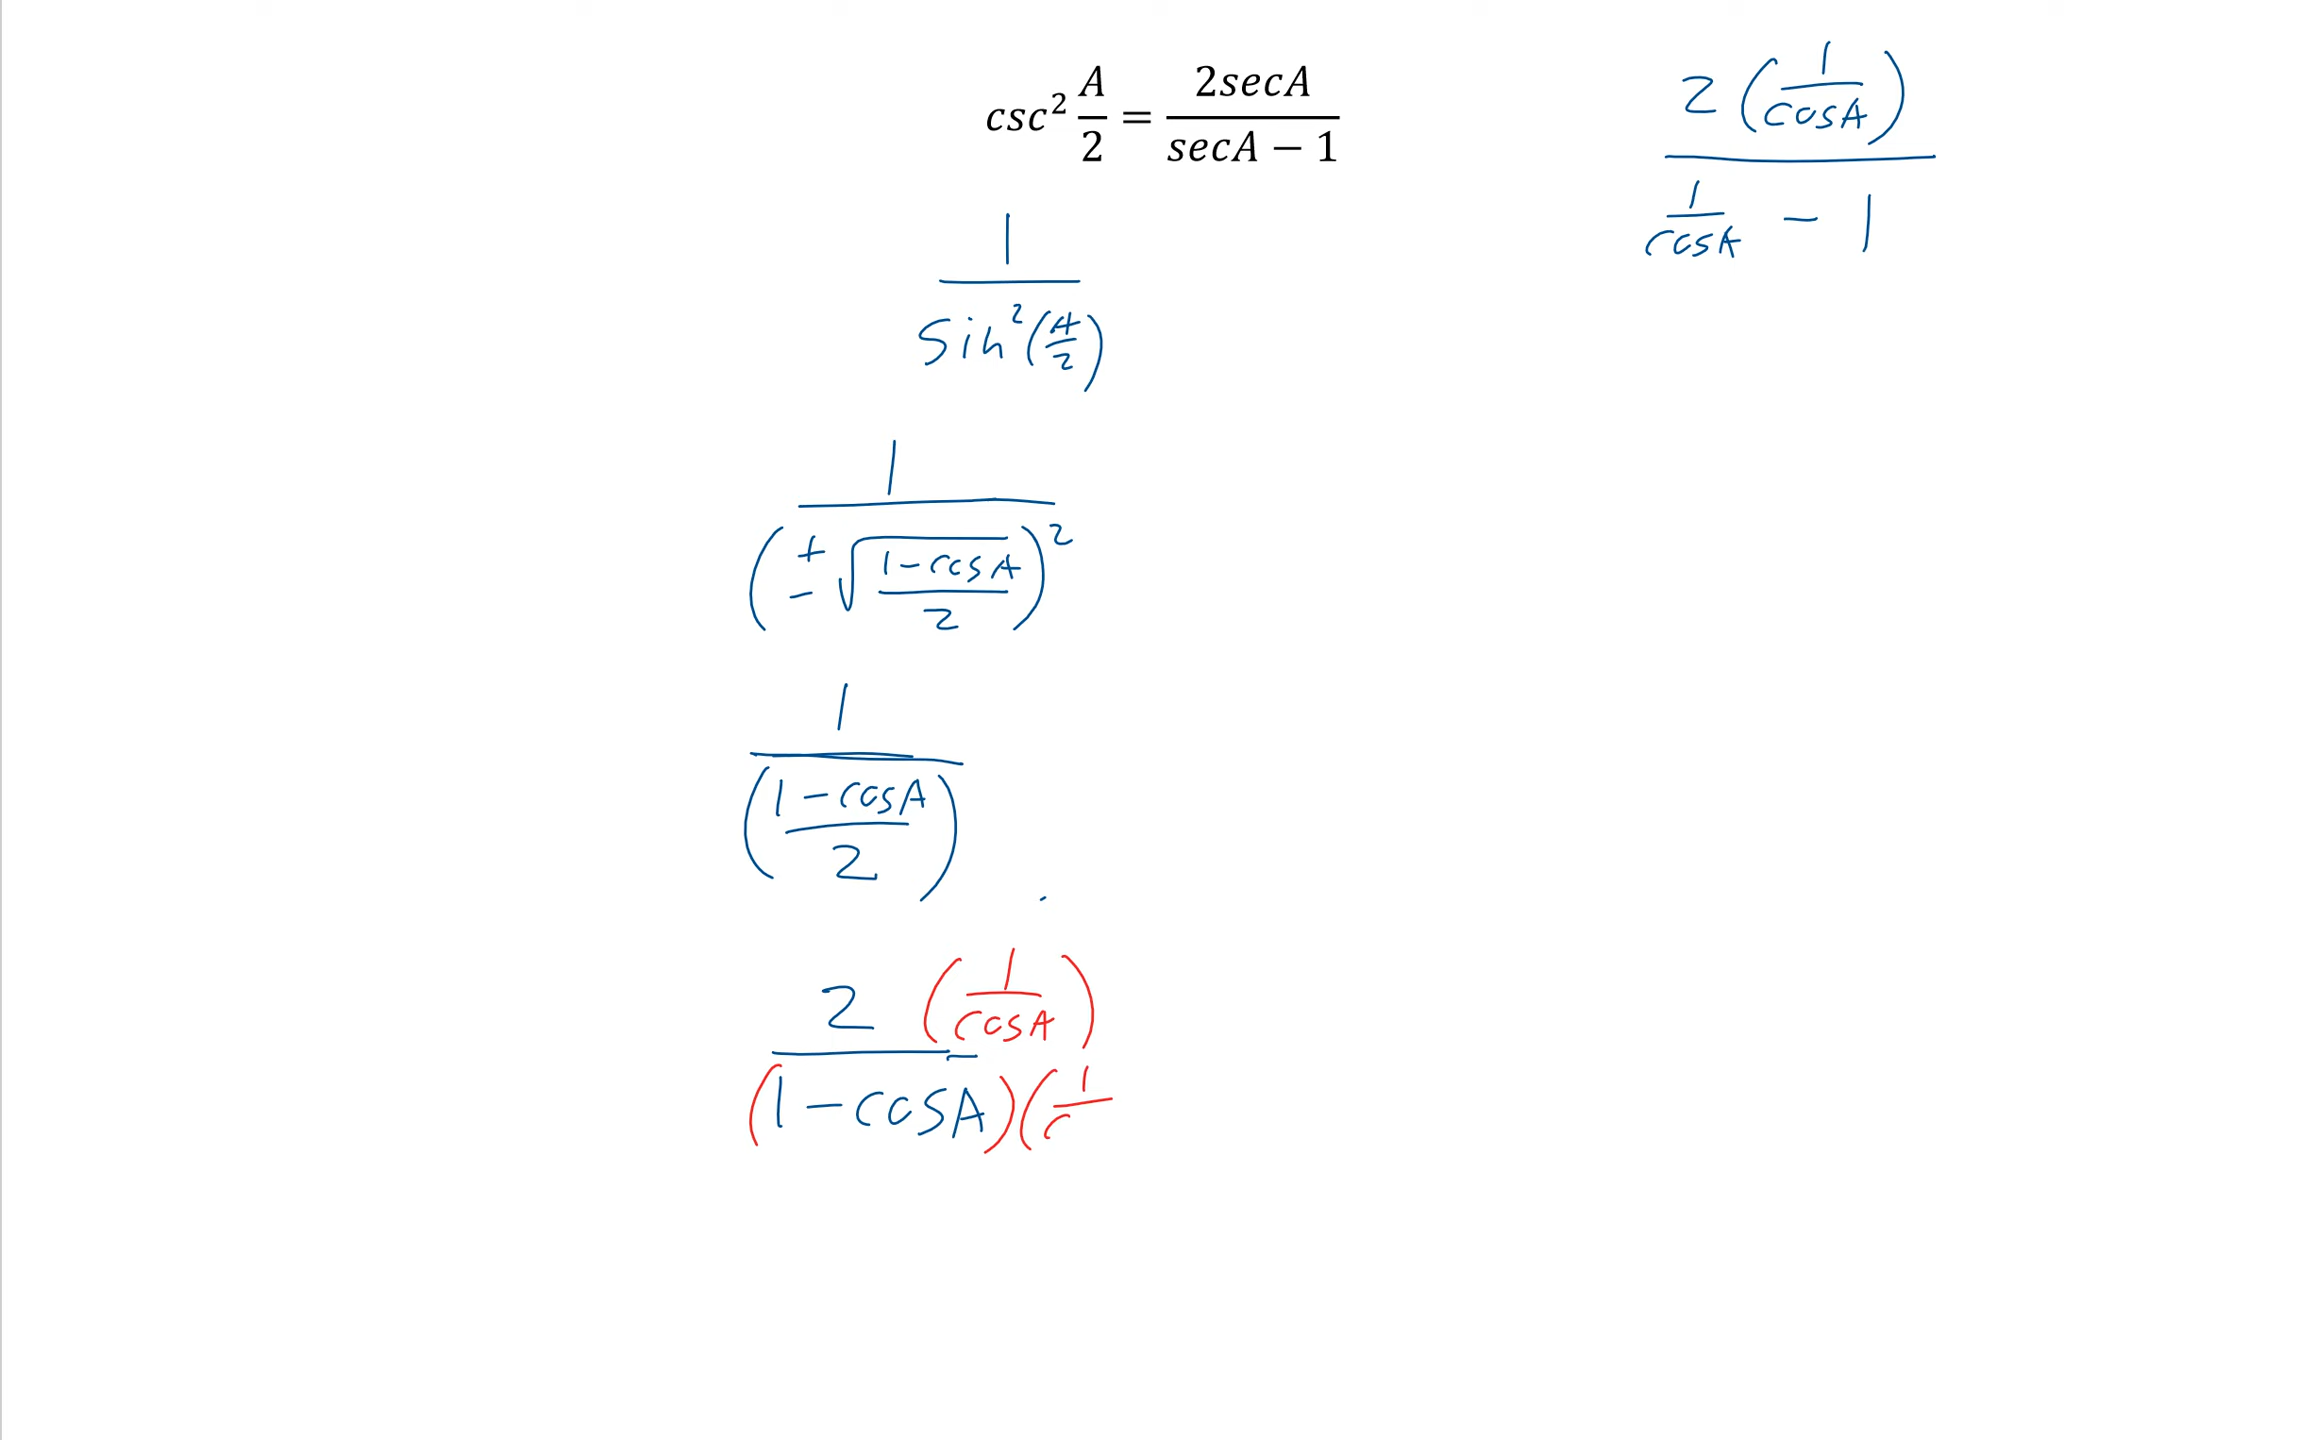 csc² A/2 = 2secA / (secA − 1)
2 (1/cosA) / (1/cosA − 1)
1 / sin²(A/2)
1 / (± √((1−cosA)/2))²
1 / ((1−cosA)/2)
2 (1/cosA) / (1−cosA)(1/c